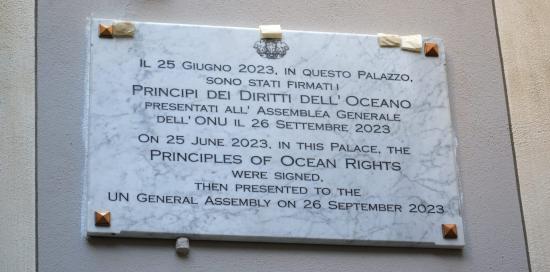 IL 25 GIUGNO 2023, IN QUESTO PALAZZO,
SONO STATI FIRMATI I
PRINCIPI DEI DIRITTI DELL'OCEANO
PRESENTATI ALL'ASSEMBLEA GENERALE
DELL'ONU IL 26 SETTEMBRE 2023
ON 25 JUNE 2023, IN THIS PALACE, THE
PRINCIPLES OF OCEAN RIGHTS
WERE SIGNED,
THEN PRESENTED TO THE
UN GENERAL ASSEMBLY ON 26 SEPTEMBER 2023